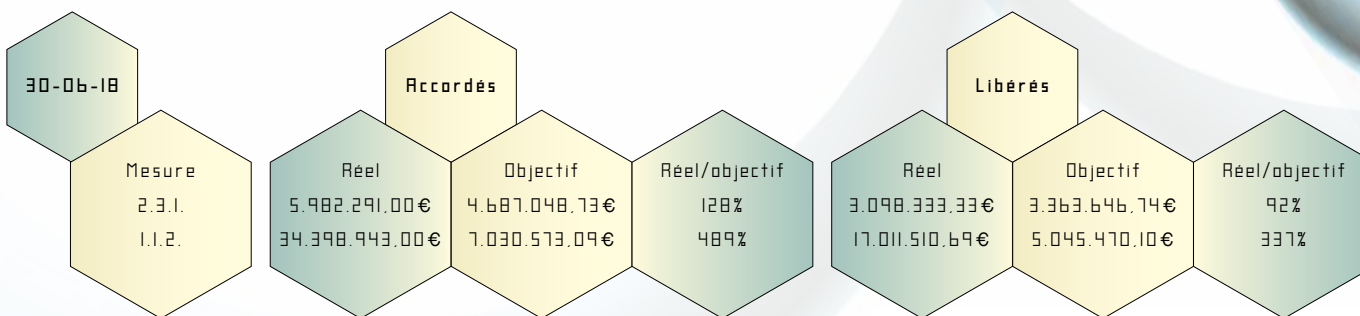 30-06-18
Accordés
Libérés
Mesure Réel Objectif Réel/objectif Réel Objectif Réel/objectif
2.3.1. 5.982.291,00€ 4.687.048,73€ 128% 3.098.333,33€ 3.363.646,74€ 92%
1.1.2. 34.398.943,00€ 7.030.573,09€ 489% 17.011.510,69€ 5.045.470,10€ 337%